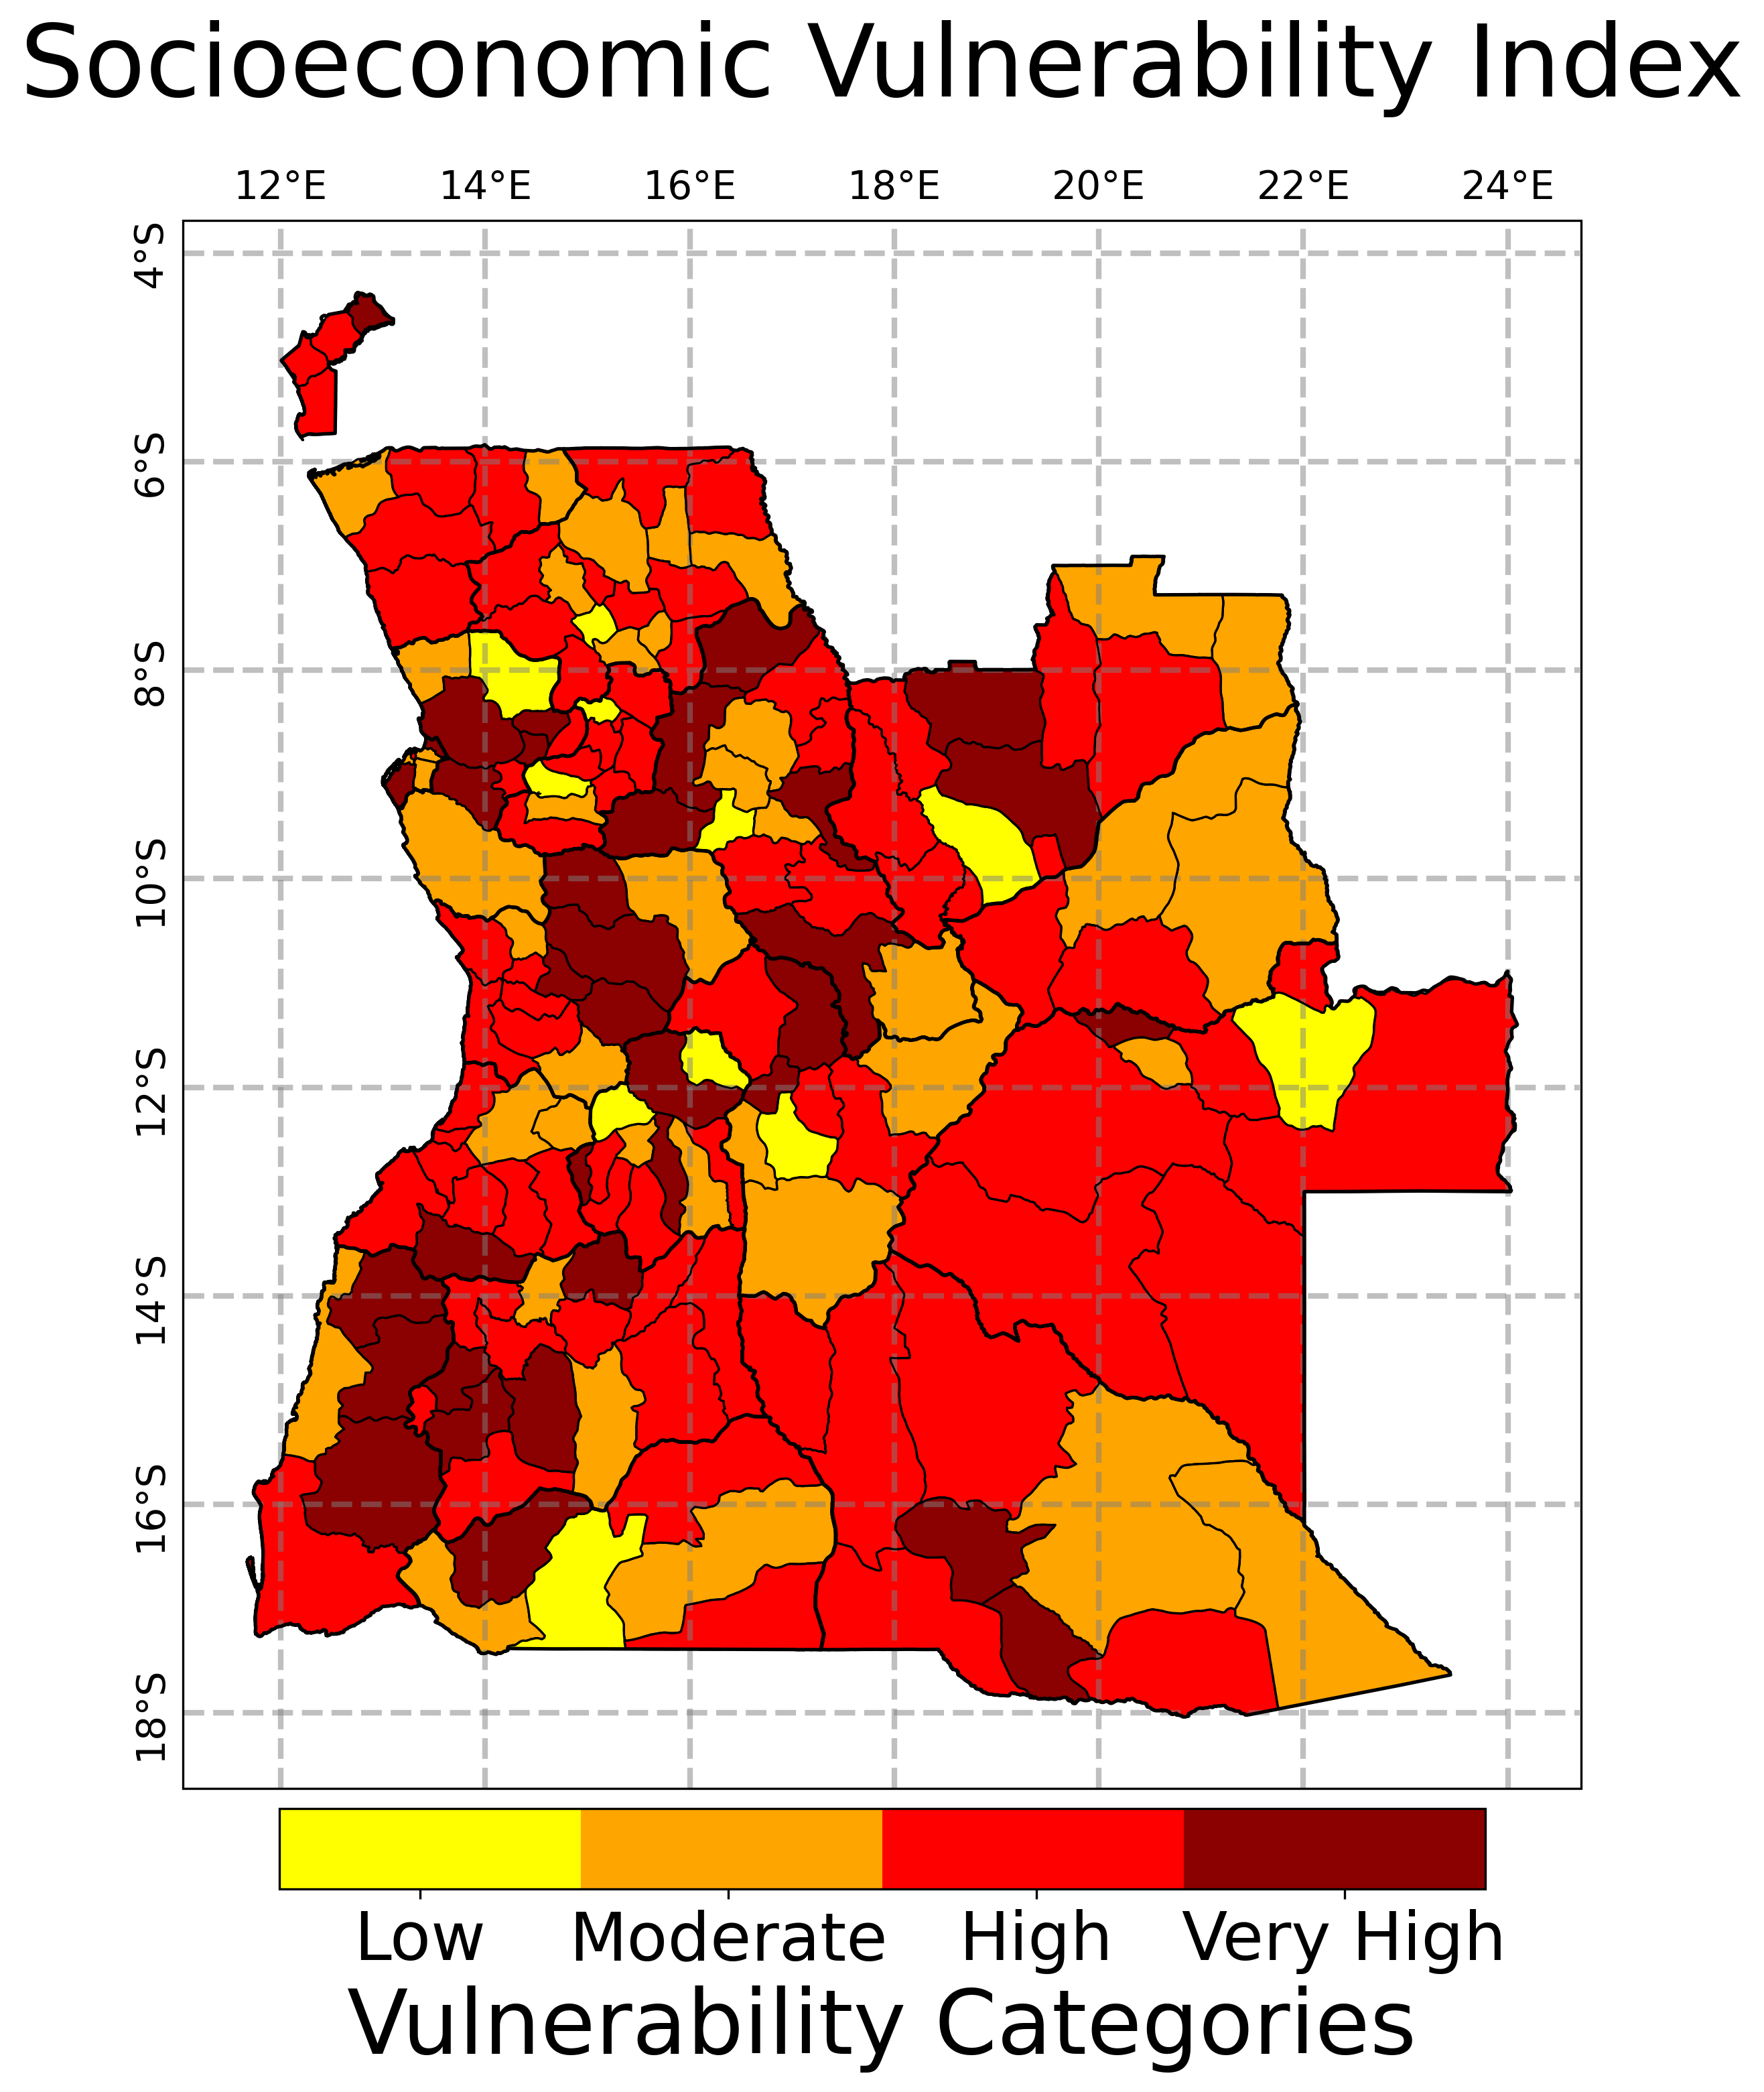 Socioeconomic Vulnerability Index
12°E 14°E 16°E 18°E 20°E 22°E 24°E
4°S
6°S
8°S
10°S
12°S
14°S
16°S
18°S
Low Moderate High Very High
Vulnerability Categories